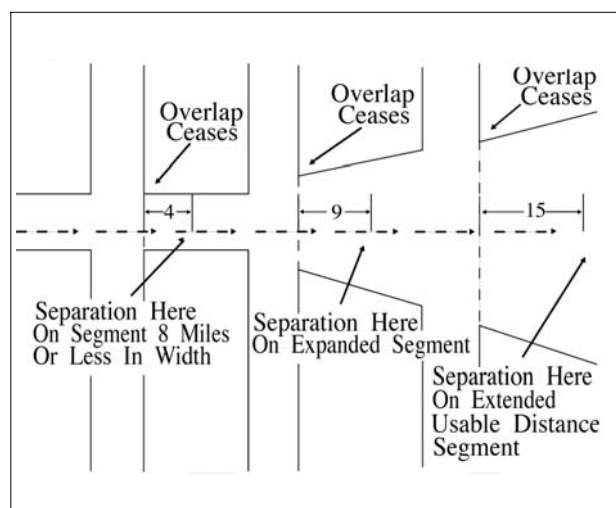 Overlap
Ceases
Overlap
Ceases
Overlap
Ceases
4
9
15
Separation Here
On Segment 8 Miles
Or Less In Width
Separation Here
On Expanded Segment
Separation Here
On Extended
Usable Distance
Segment